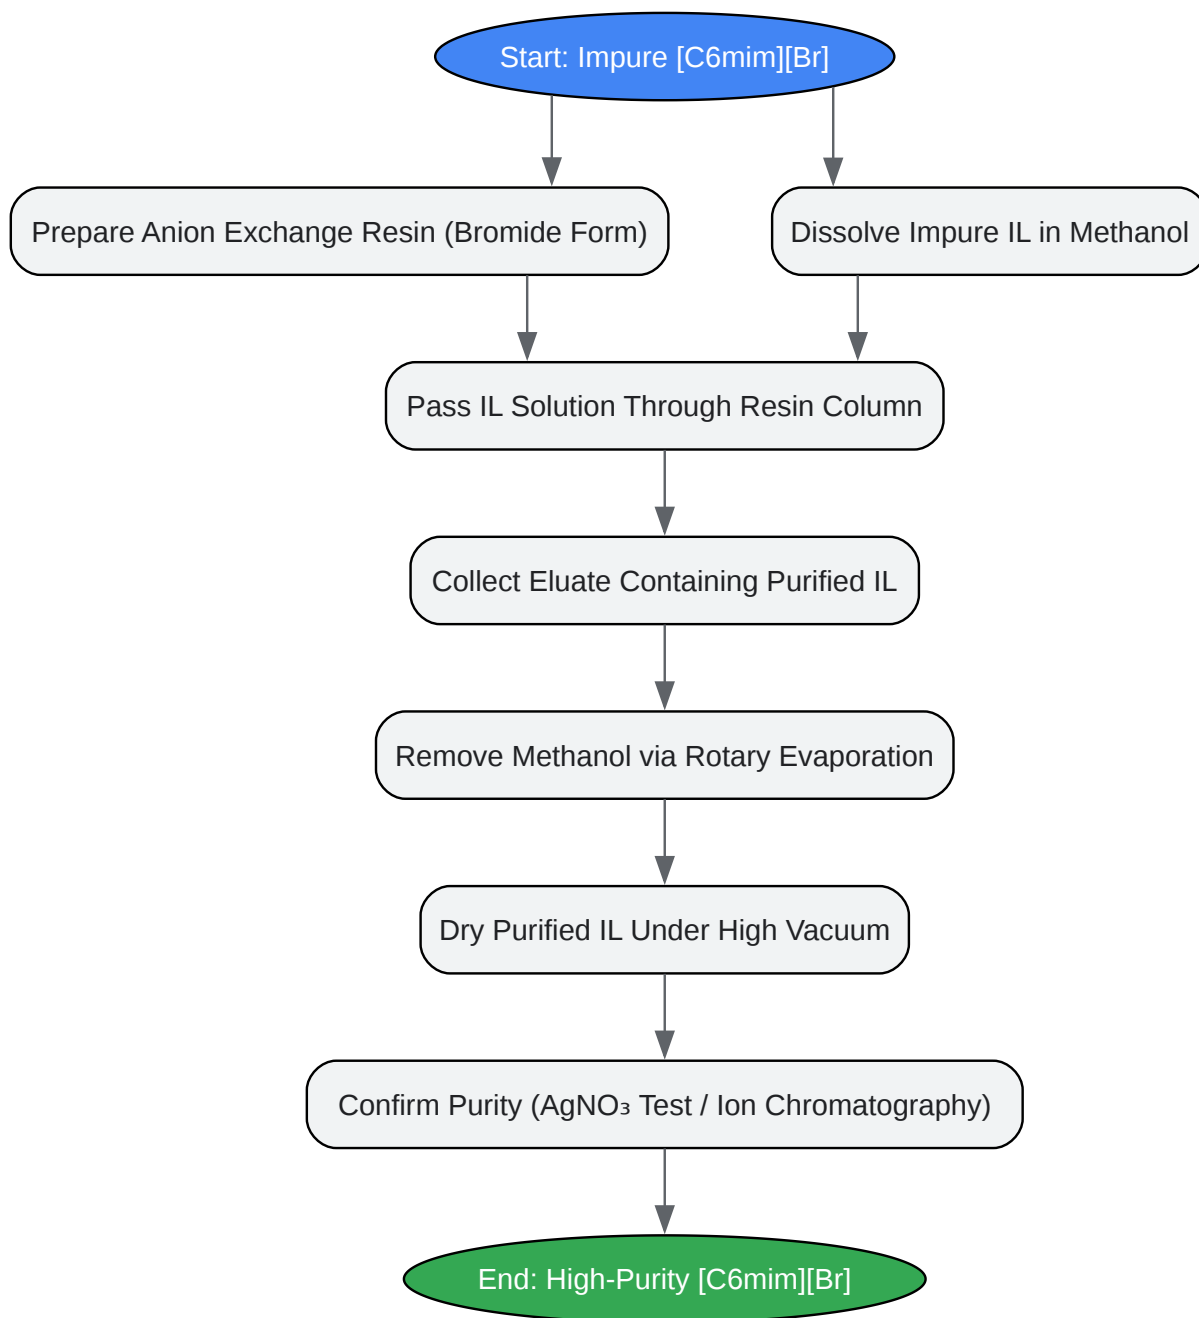 Start: Impure [C6mim][Br]
Prepare Anion Exchange Resin (Bromide Form)
Dissolve Impure IL in Methanol
Pass IL Solution Through Resin Column
Collect Eluate Containing Purified IL
Remove Methanol via Rotary Evaporation
Dry Purified IL Under High Vacuum
Confirm Purity (AgNO₃ Test / Ion Chromatography)
End: High-Purity [C6mim][Br]